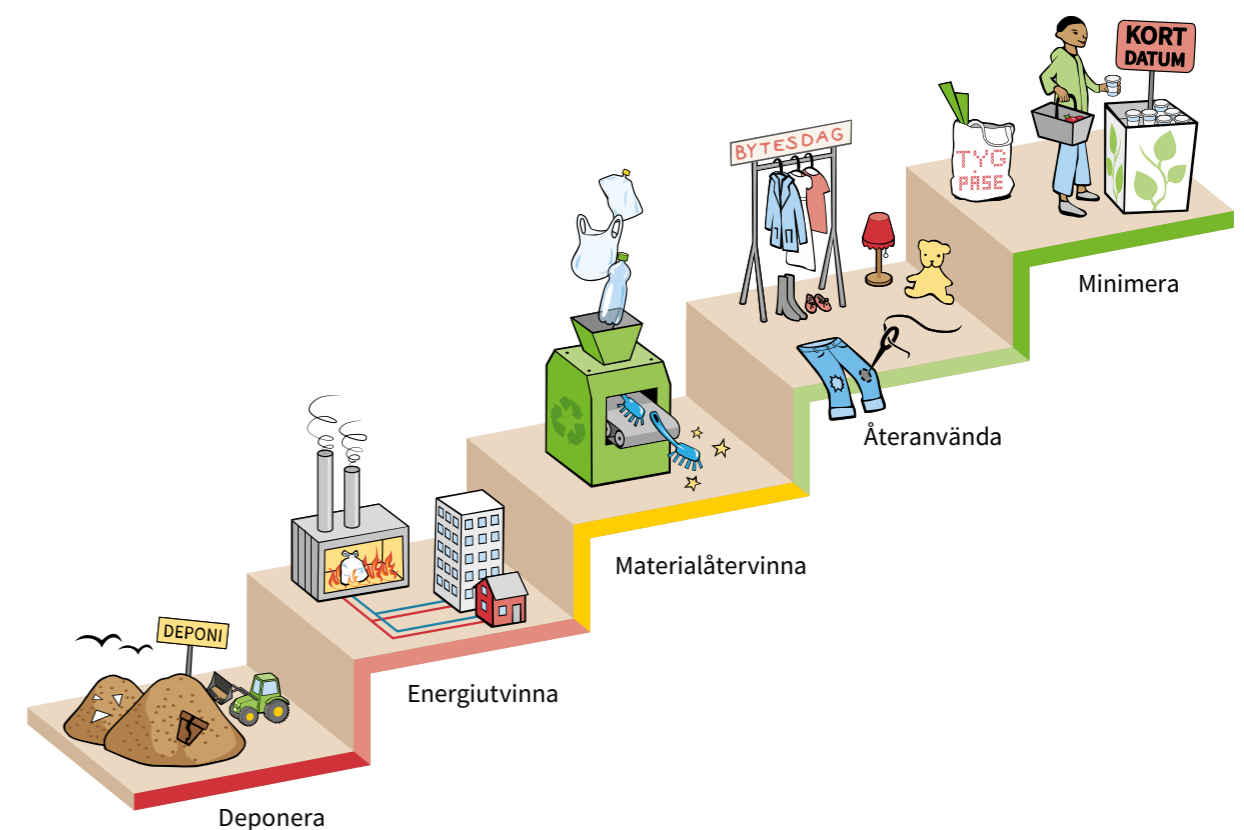 KORT
DATUM
TYG
PÅSE
Minimera
BYTESDAG
Återanvända
Materialåtervinna
Energiutvinna
DEPONI
Deponera